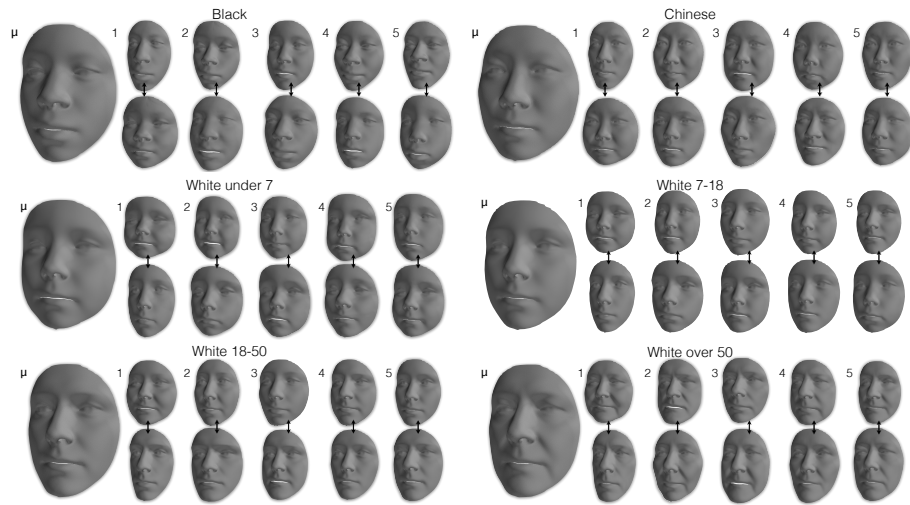 Black
μ 1 2 3 4 5
Chinese
μ 1 2 3 4 5
White under 7
μ 1 2 3 4 5
White 7-18
μ 1 2 3 4 5
White 18-50
μ 1 2 3 4 5
White over 50
μ 1 2 3 4 5